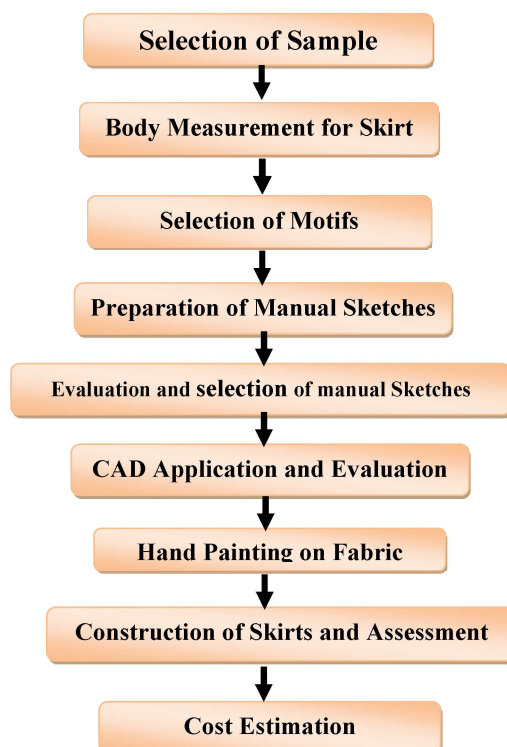 Selection of Sample
Body Measurement for Skirt
Selection of Motifs
Preparation of Manual Sketches
Evaluation and selection of manual Sketches
CAD Application and Evaluation
Hand Painting on Fabric
Construction of Skirts and Assessment
Cost Estimation